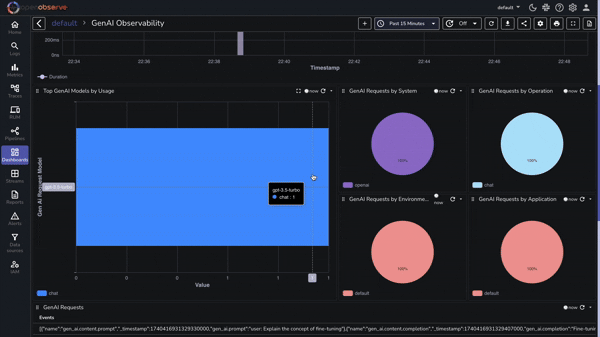 openobserve
default
default › GenAI Observability
Past 15 Minutes
Off
Home
Logs
Metrics
Traces
RUM
Pipelines
Dashboards
Streams
Reports
Alerts
Data sources
IAM
200ms
0ns
22:34
22:36
22:38
22:40
22:42
22:44
22:46
22:48
Timestamp
Duration
Top GenAI Models by Usage
now
Gen AI Request Model
gpt-3.5-turbo
gpt-3.5-turbo
chat : 1
0
0
0
1
1
1
Value
chat
GenAI Requests by System
now
100%
openai
GenAI Requests by Operation
now
100%
chat
GenAI Requests by Environme...
now
100%
default
GenAI Requests by Application
now
100%
default
GenAI Requests
now
Events
[{"name":"gen_ai.content.prompt","_timestamp":1740416931329330000,"gen_ai.prompt":"user: Explain the concept of fine-tuning"},{"name":"gen_ai.content.completion","_timestamp":1740416931329407000,"gen_ai.completion":"Fine-tunin